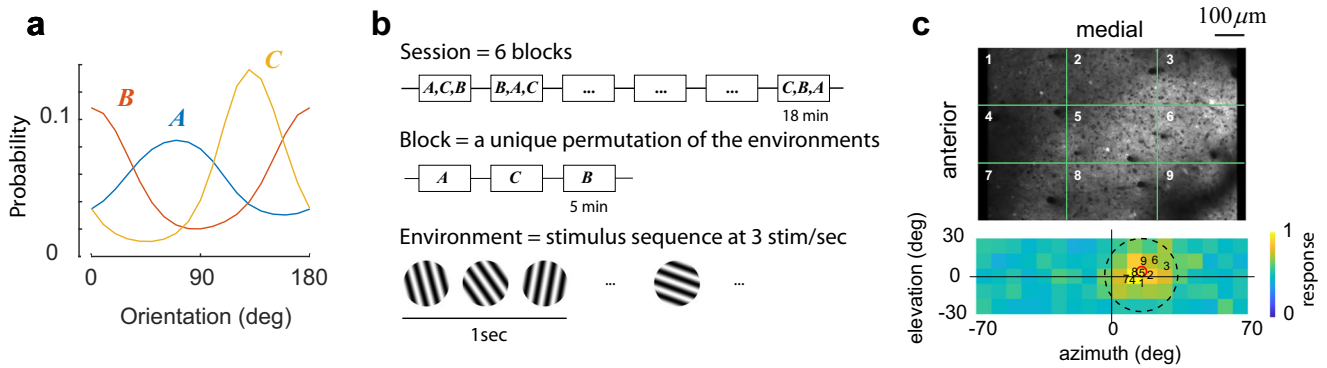 a
C
B
A
0.1
0
Probability
0
90
180
Orientation (deg)
b
Session = 6 blocks
A,C,B
B,A,C
...
...
...
C,B,A
18 min
Block = a unique permutation of the environments
A
C
B
5 min
Environment = stimulus sequence at 3 stim/sec
...
...
1sec
c
100 μm
medial
anterior
1
2
3
4
5
6
7
8
9
elevation (deg)
30
0
-30
9
6
3
8
5
2
7
4
1
-70
0
70
azimuth (deg)
1
0
response